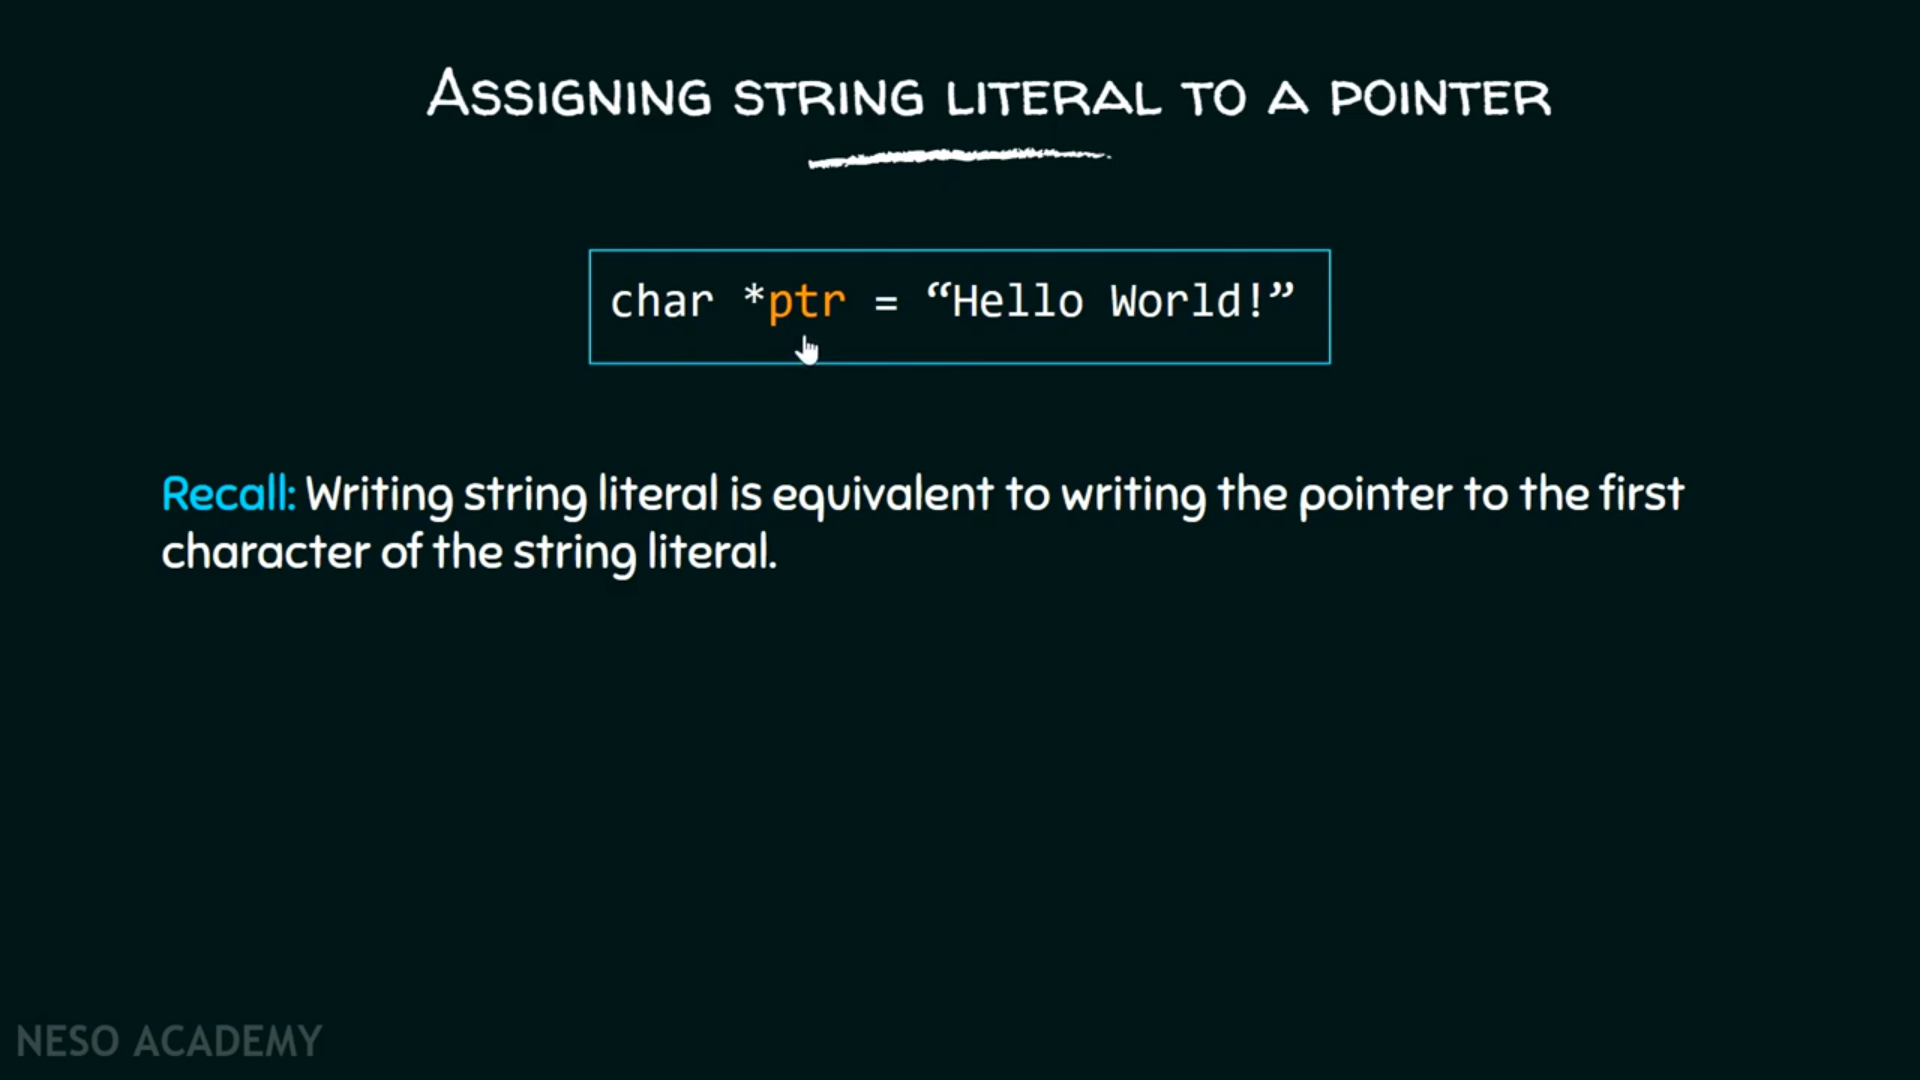 ASSIGNING STRING LITERAL TO A POINTER
char *ptr = “Hello World!”
Recall: Writing string literal is equivalent to writing the pointer to the first
character of the string literal.
NESO ACADEMY